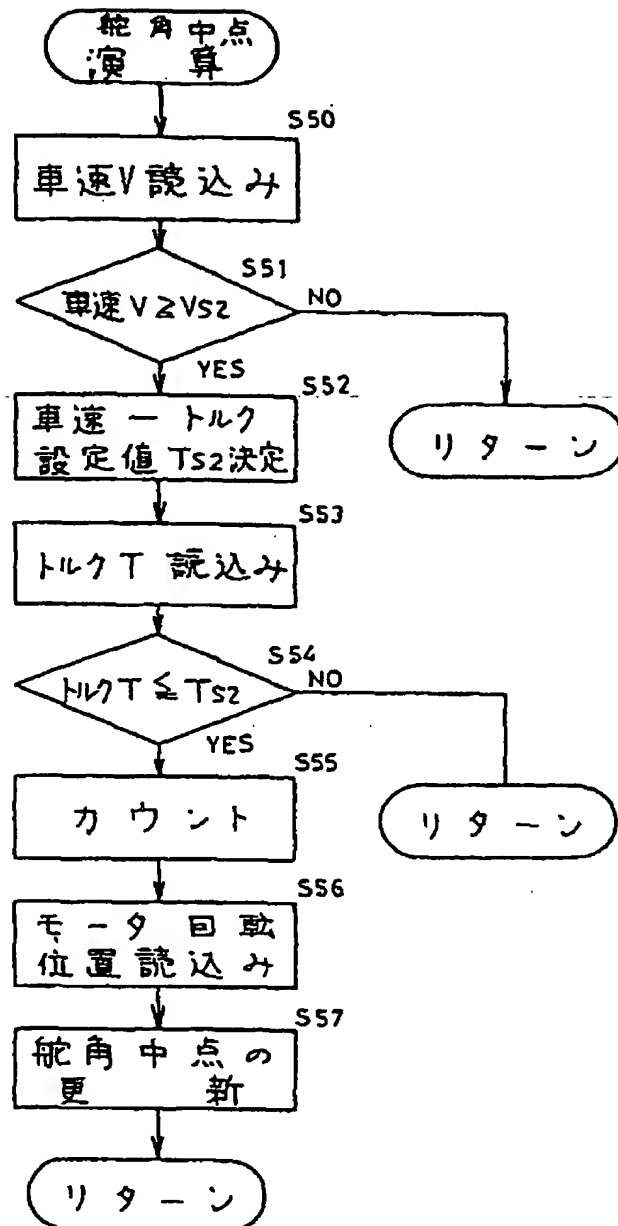 舵角中点
演算
S50
車速V読込み
S51
車速V≧VS2
NO
YES
S52
車速ートルク
設定値TS2決定
リターン
S53
トルクT読込み
S54
トルクT≦TS2
NO
YES
S55
カウント
リターン
S56
モータ回転
位置読込み
S57
舵角中点の
更新
リターン